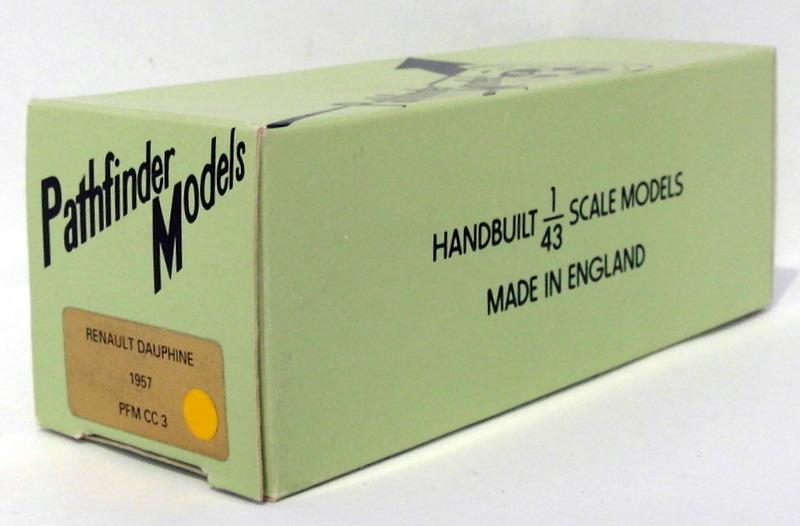 Pathfinder
Models
RENAULT DAUPHINE
1957
PFM CC 3
HANDBUILT 1/43 SCALE MODELS
MADE IN ENGLAND